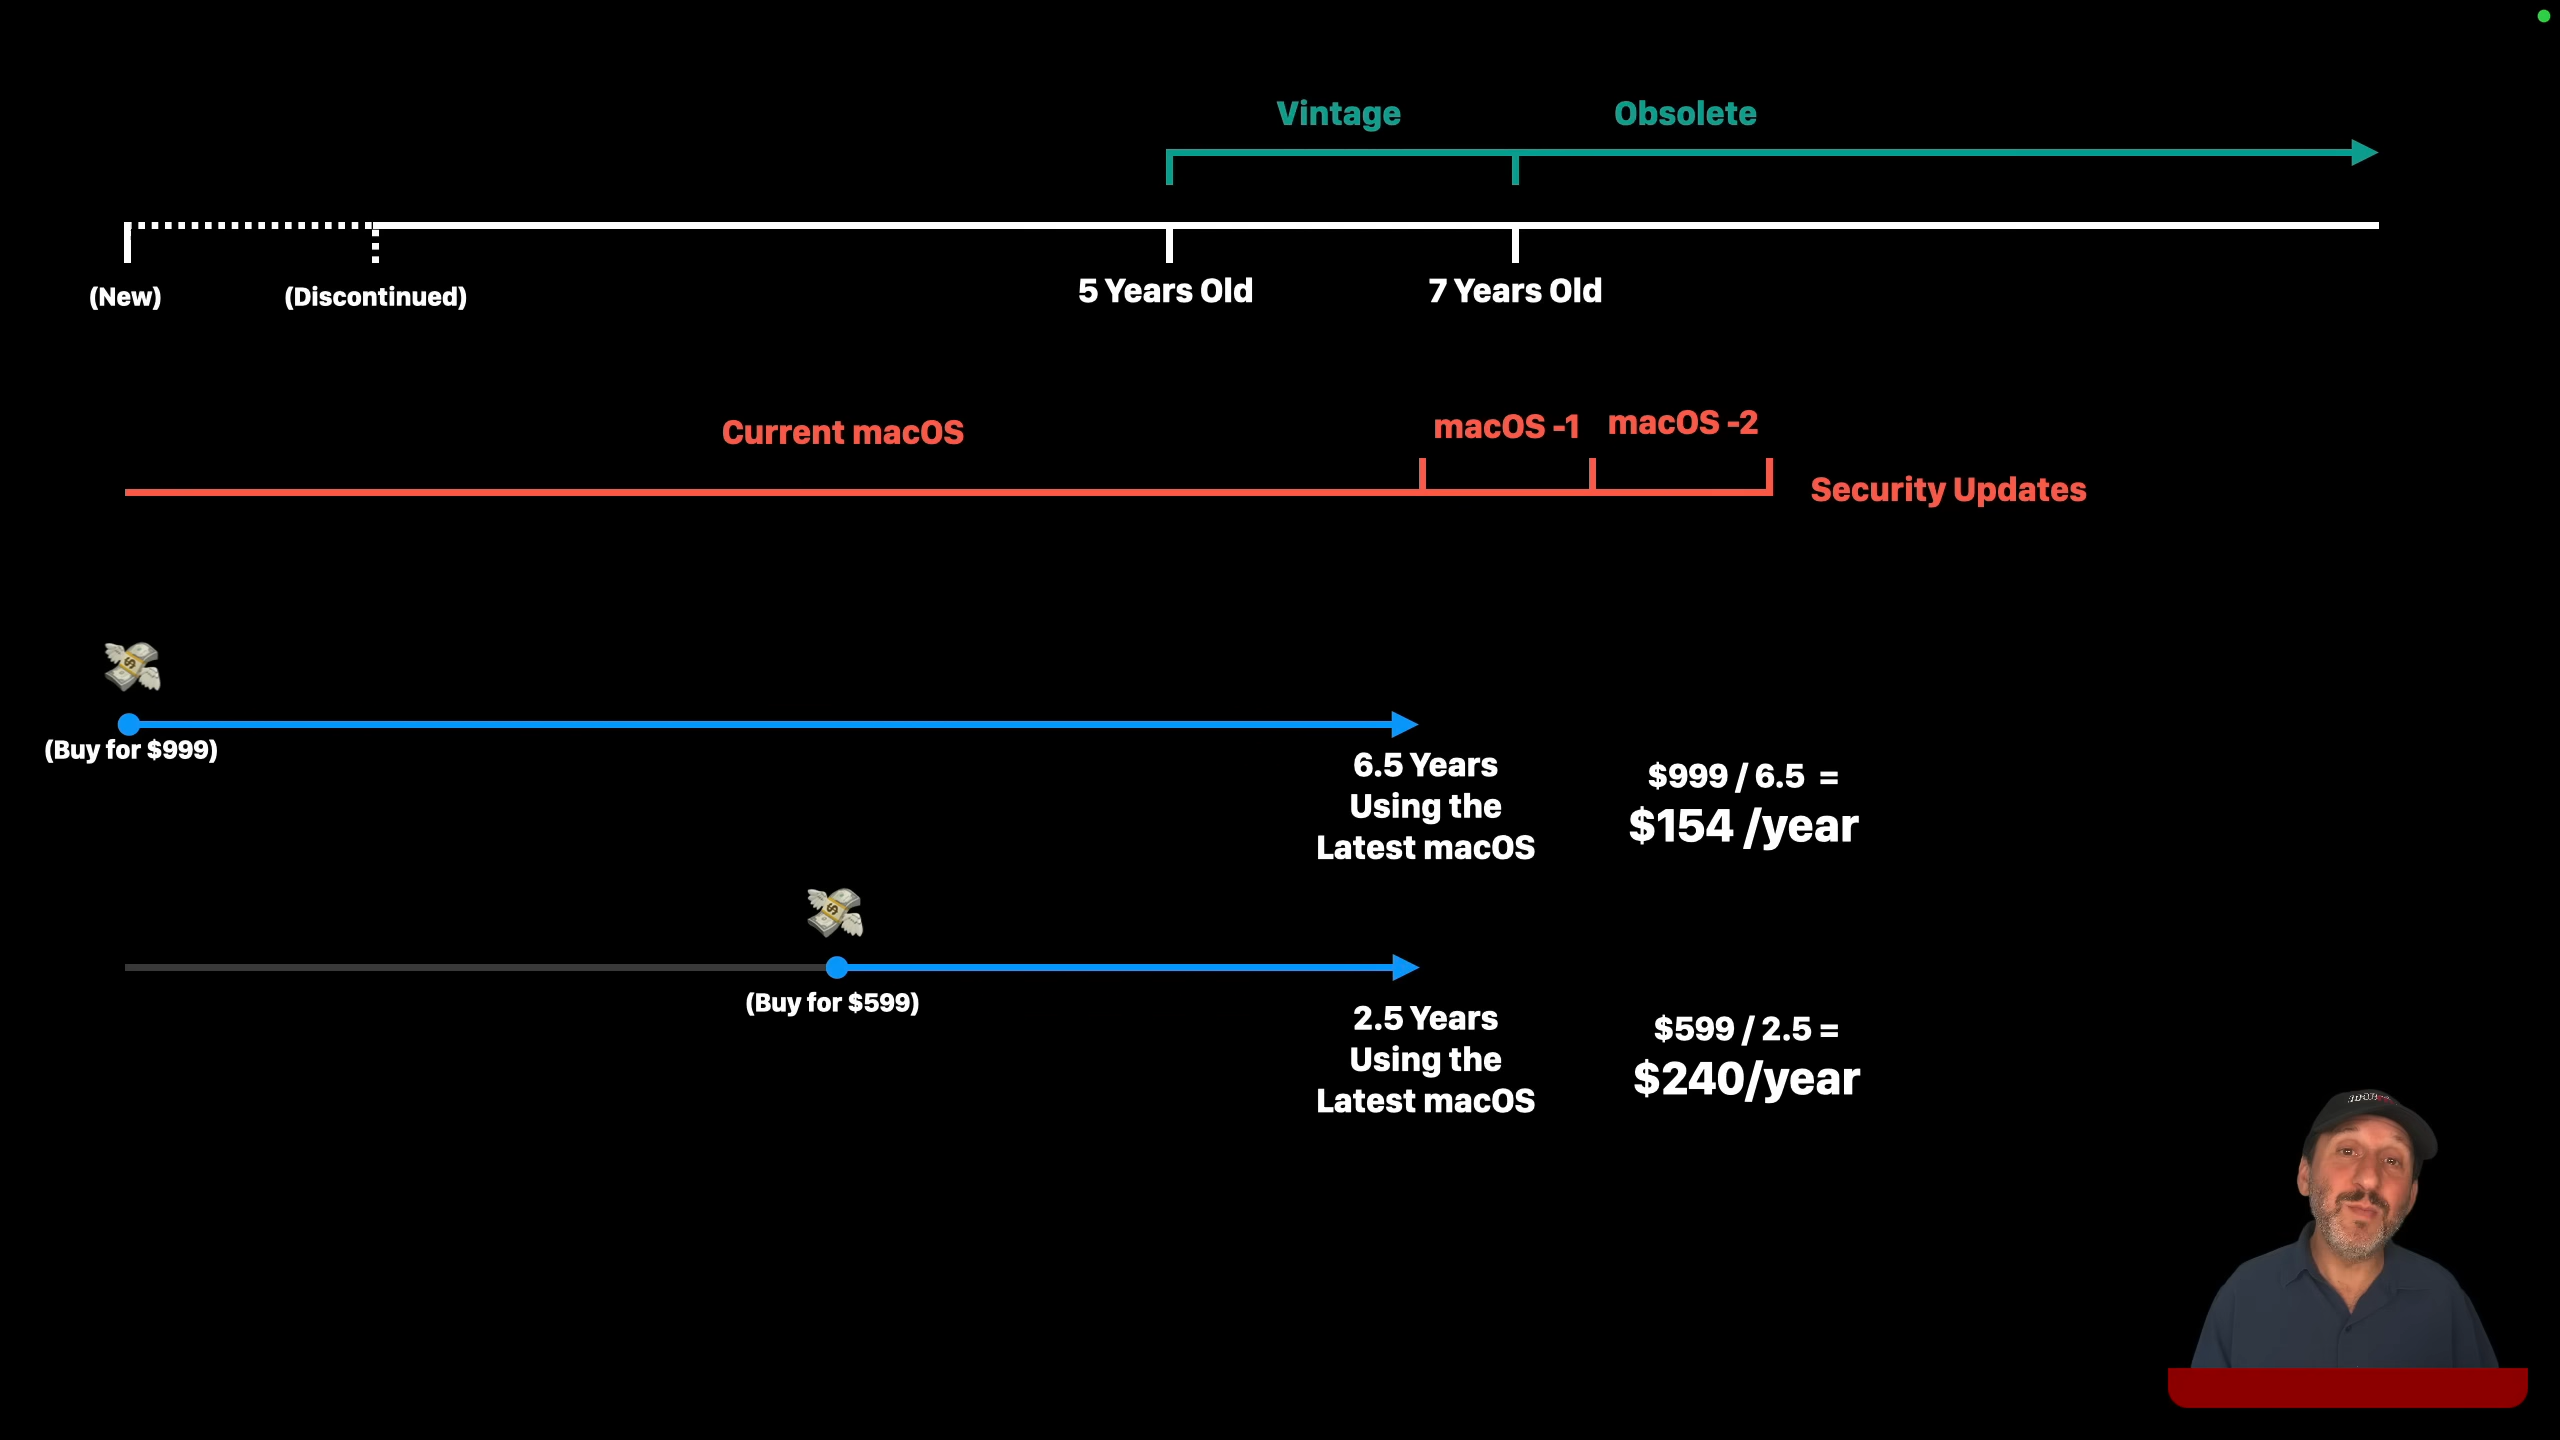 Vintage
Obsolete
(New)
(Discontinued)
5 Years Old
7 Years Old
Current macOS
macOS -1
macOS -2
Security Updates
(Buy for $999)
6.5 Years
Using the
Latest macOS
$999 / 6.5 =
$154 /year
(Buy for $599)
2.5 Years
Using the
Latest macOS
$599 / 2.5 =
$240/year